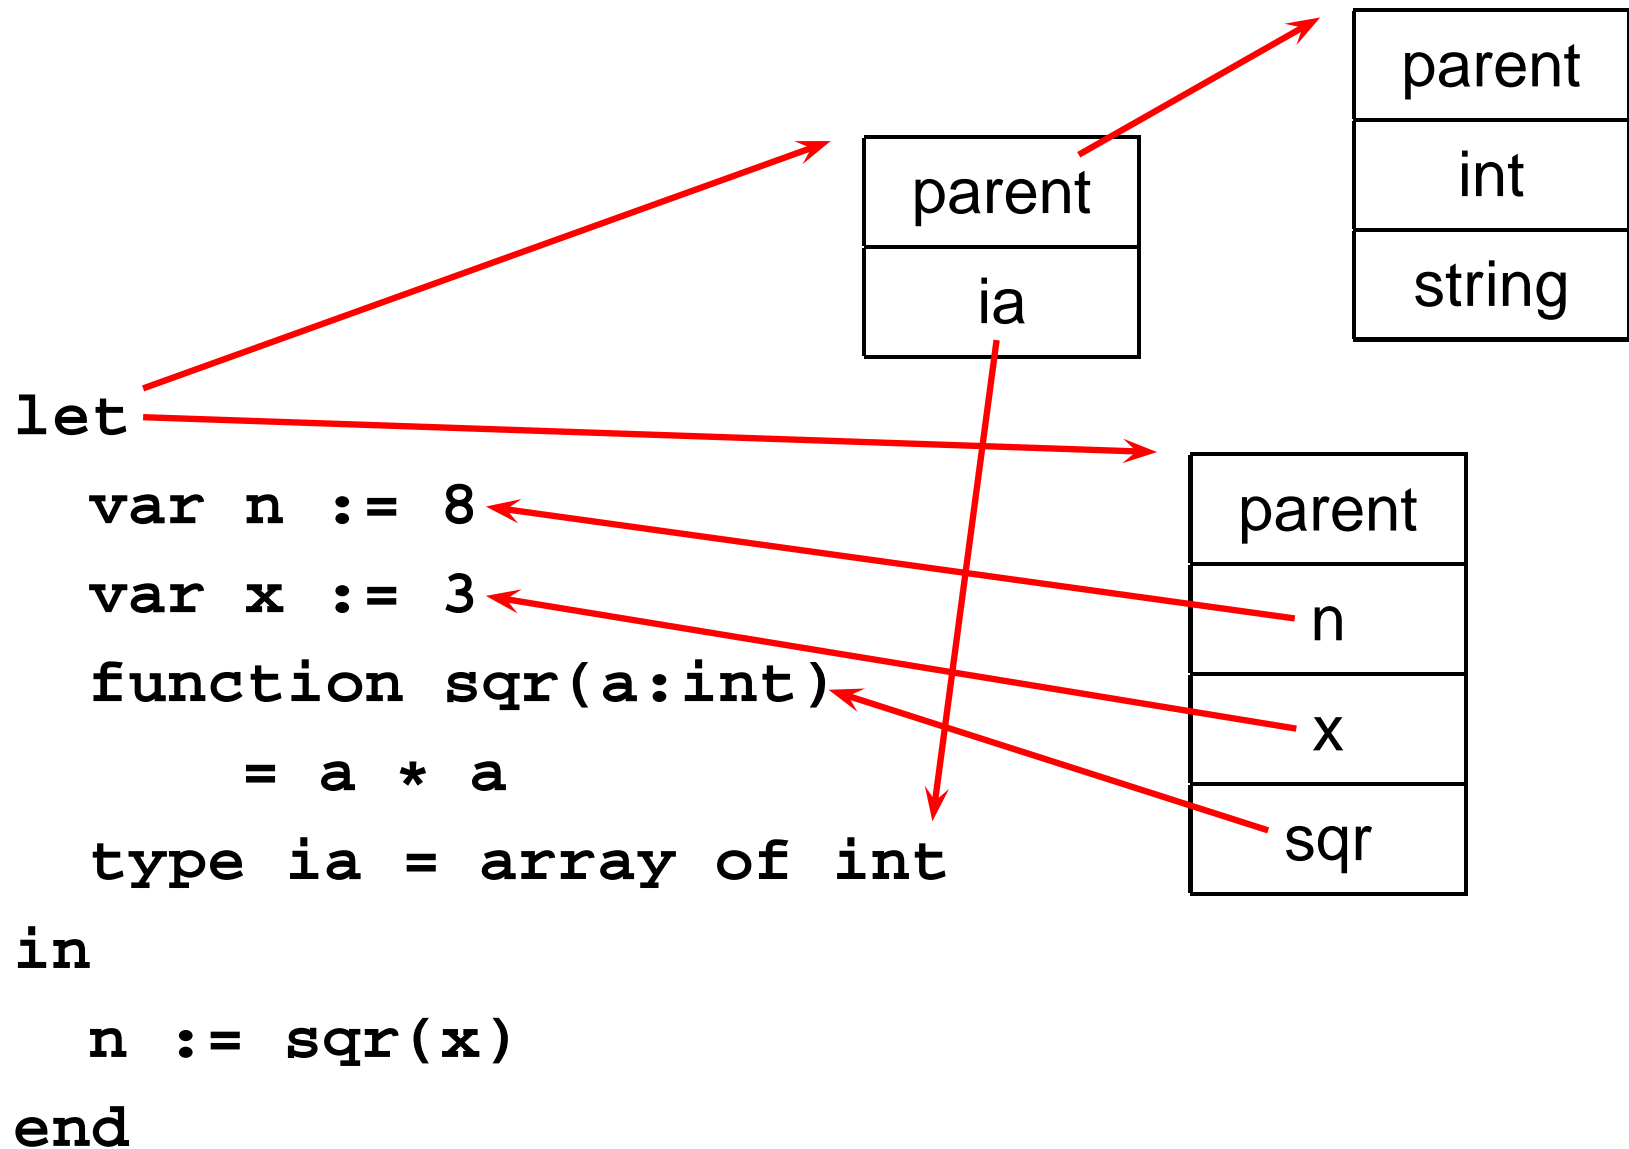 parent
int
string
parent
ia
let
var n := 8
var x := 3
function sqr(a:int)
= a * a
type ia = array of int
in
n := sqr(x)
end
parent
n
x
sqr